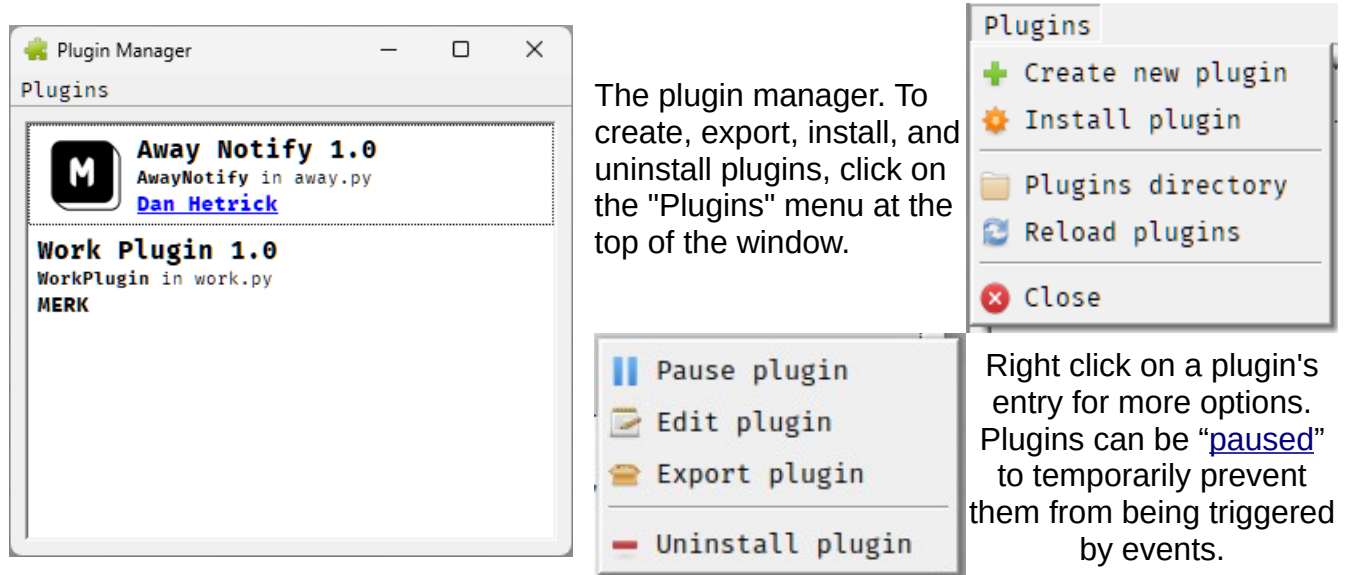 Plugin Manager
Plugins
M
Away Notify 1.0
AwayNotify in away.py
Dan Hetrick
Work Plugin 1.0
WorkPlugin in work.py
MERK
The plugin manager. To
create, export, install, and
uninstall plugins, click on
the "Plugins" menu at the
top of the window.
Plugins
Create new plugin
Install plugin
Plugins directory
Reload plugins
Close
Pause plugin
Edit plugin
Export plugin
Uninstall plugin
Right click on a plugin's
entry for more options.
Plugins can be “paused”
to temporarily prevent
them from being triggered
by events.